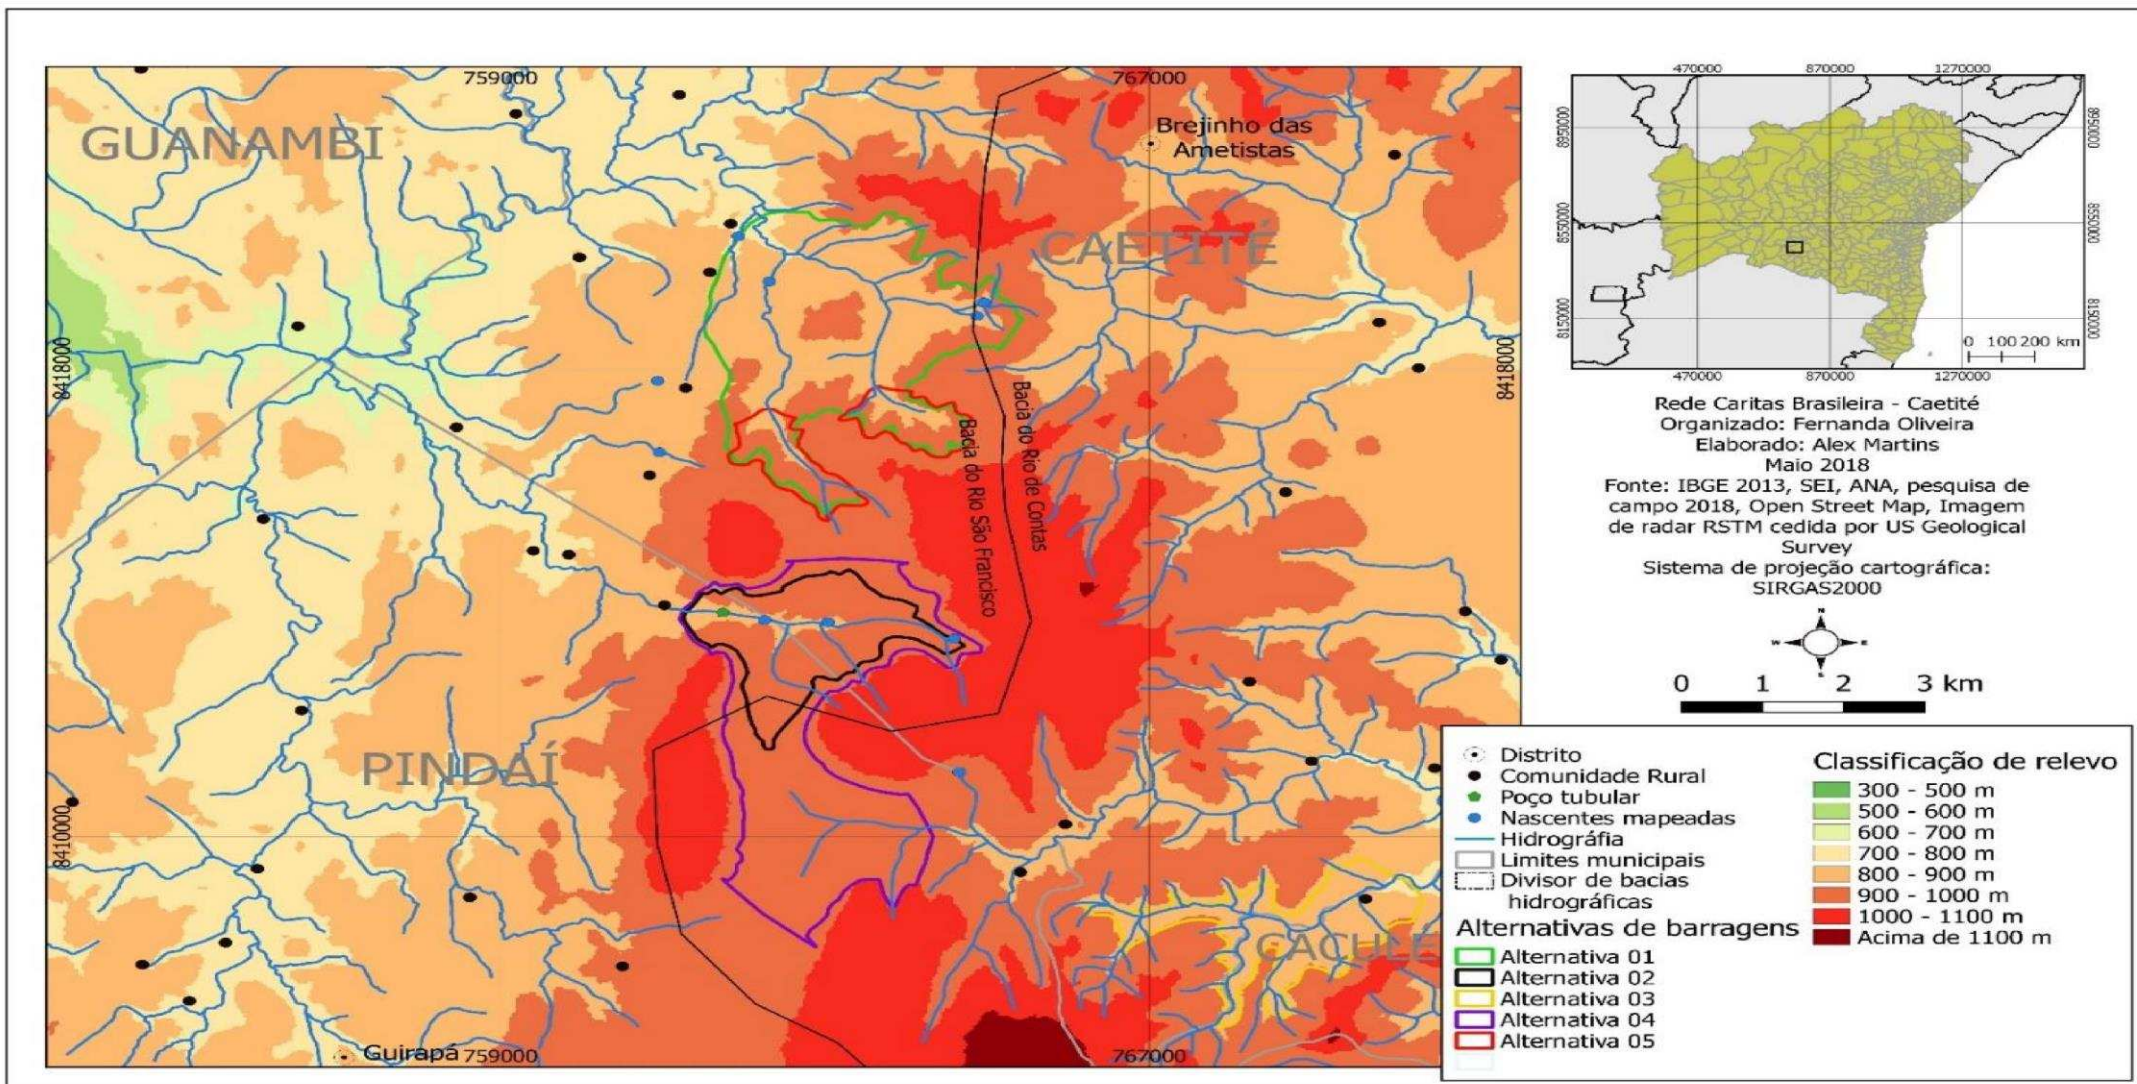 759000
767000
GUANAMBI
Brejinho das
Ametistas
CAETITÉ
8418000
8418000
Bacia do Rio de Contas
Bacia do Rio São Francisco
PINDAÍ
8410000
CACULÉ
Guirapá
759000
767000
470000
870000
1270000
8950000
8950000
8550000
8550000
8150000
8150000
0 100 200 km
470000
870000
1270000
Rede Caritas Brasileira - Caetité
Organizado: Fernanda Oliveira
Elaborado: Alex Martins
Maio 2018
Fonte: IBGE 2013, SEI, ANA, pesquisa de
campo 2018, Open Street Map, Imagem
de radar RSTM cedida por US Geological
Survey
Sistema de projeção cartográfica:
SIRGAS2000
N
W
E
S
0 1 2 3 km
Distrito
Comunidade Rural
Poço tubular
Nascentes mapeadas
Hidrográfia
Limites municipais
Divisor de bacias
hidrográficas
Alternativas de barragens
Alternativa 01
Alternativa 02
Alternativa 03
Alternativa 04
Alternativa 05
Classificação de relevo
300 - 500 m
500 - 600 m
600 - 700 m
700 - 800 m
800 - 900 m
900 - 1000 m
1000 - 1100 m
Acima de 1100 m